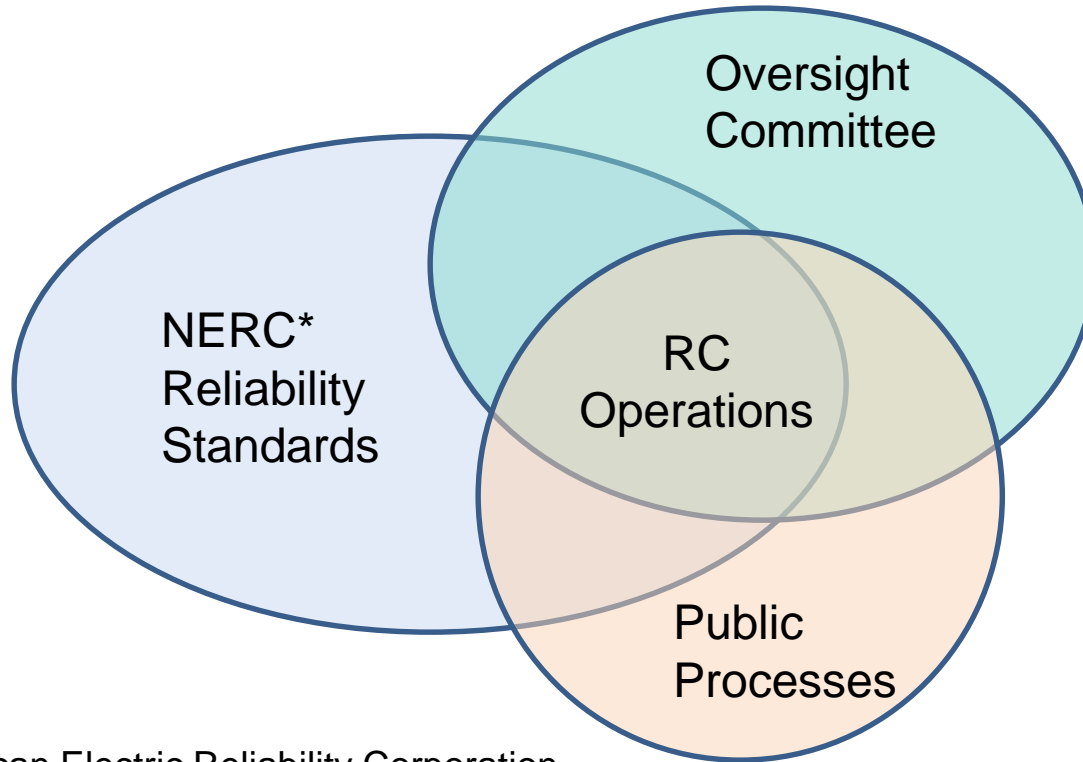 Oversight
Committee
NERC*
Reliability
Standards
RC
Operations
Public
Processes
Electric Reliability Corporation